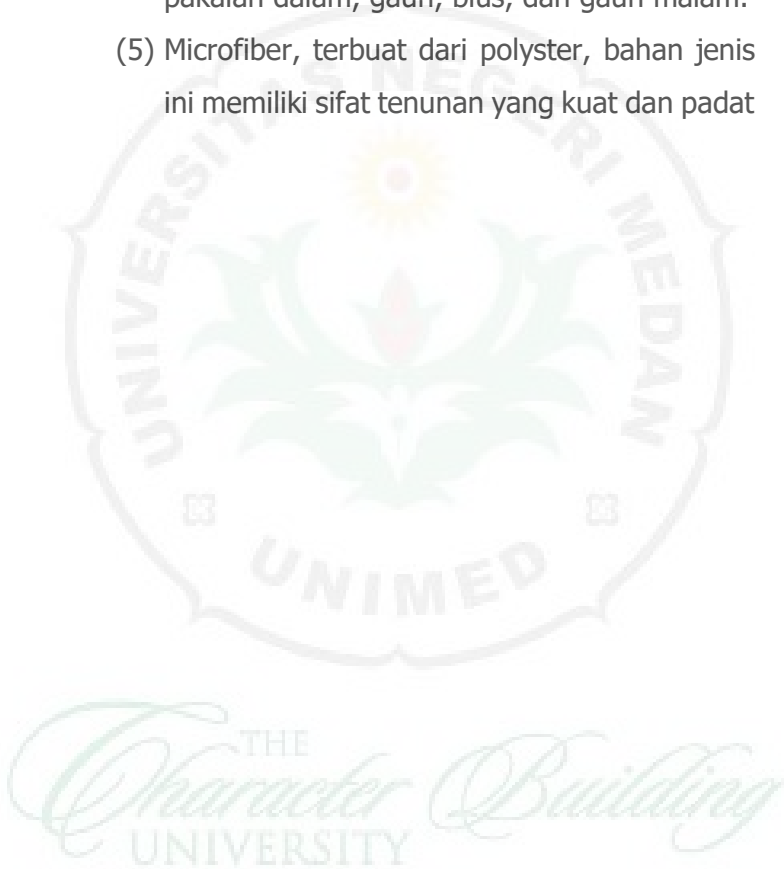 pakaian dalam, gaun, blus, dan gaun malam.
(5) Microfiber, terbuat dari polyster, bahan jenis
ini memiliki sifat tenunan yang kuat dan padat
UNIVERSITAS NEGERI MEDAN
UNIMED
THE
Character Building
UNIVERSITY